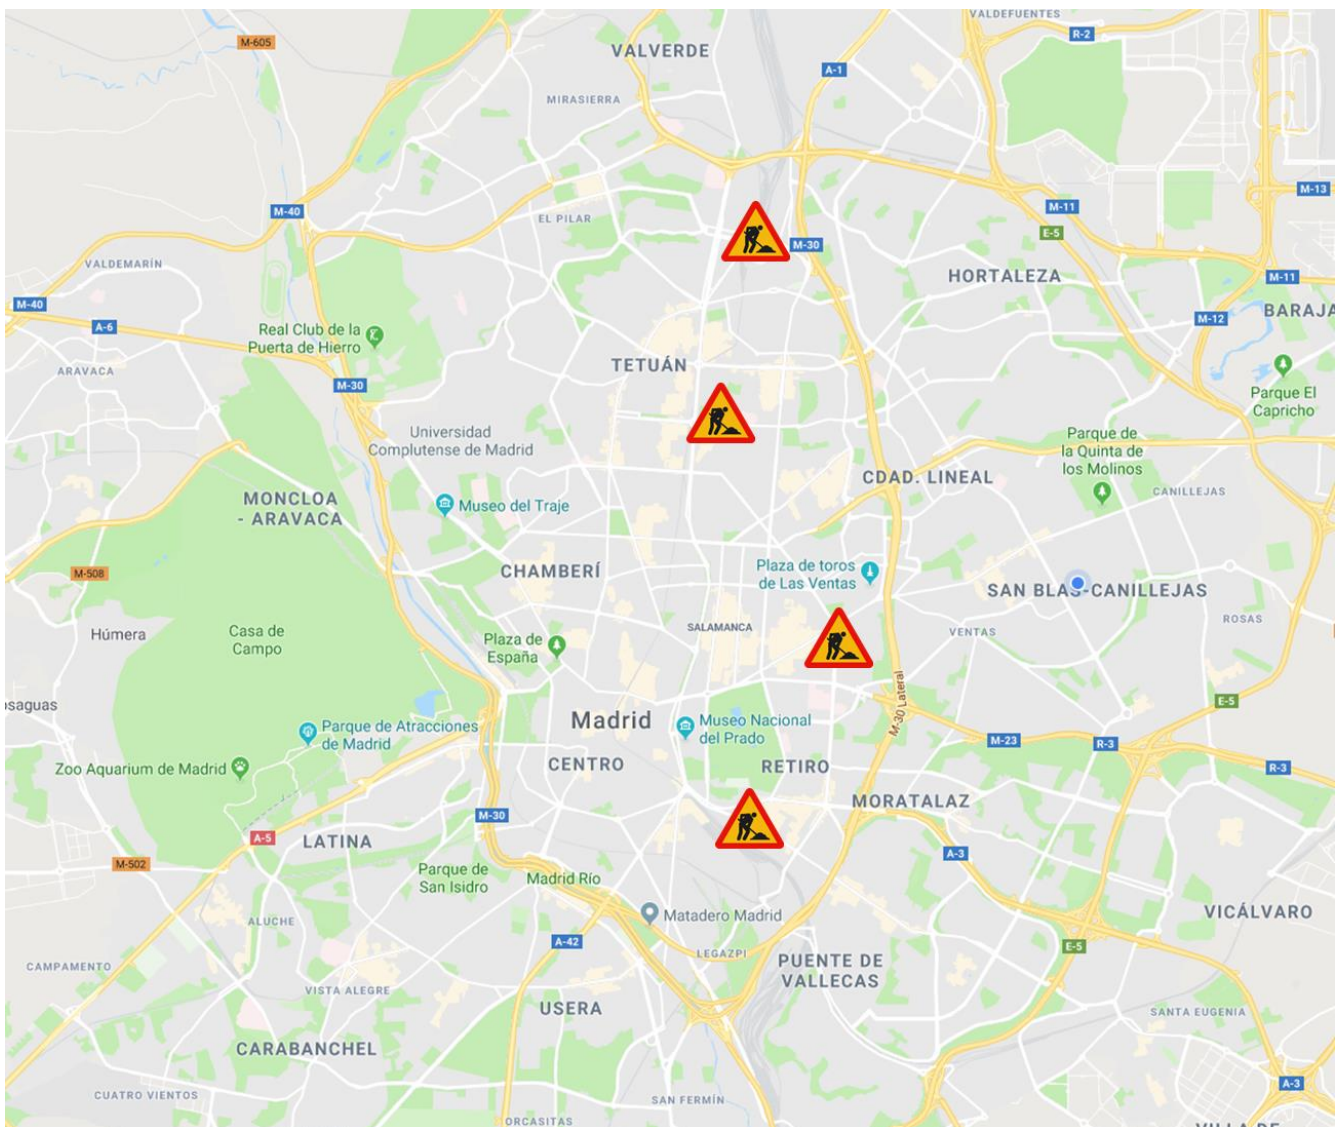 VALDEFUENTES
M-605
R-2
VALVERDE
A-1
MIRASIERRA
M-13
M-40
M-11
EL PILAR
E-5
M-30
VALDEMARÍN
HORTALEZA
M-11
M-40
BARAJA
A-6
M-12
Real Club de la
Puerta de Hierro
TETUÁN
ARAVACA
M-30
Parque El
Capricho
Universidad
Complutense de Madrid
Parque de
la Quinta de
los Molinos
CDAD. LINEAL
CANILLEJAS
MONCLOA
- ARAVACA
Museo del Traje
Plaza de toros
de Las Ventas
CHAMBERÍ
M-508
SAN BLAS-CANILLEJAS
ROSAS
Húmera
Casa de
Campo
SALAMANCA
VENTAS
Plaza de
España
M-30 Lateral
E-5
osaguas
Madrid
Museo Nacional
del Prado
Parque de Atracciones
de Madrid
M-23
R-3
R-3
Zoo Aquarium de Madrid
CENTRO
RETIRO
MORATALAZ
M-30
A-5
LATINA
A-3
M-502
Parque de
San Isidro
Madrid Río
VICÁLVARO
Matadero Madrid
ALUCHE
A-42
E-5
LEGAZPI
CAMPAMENTO
PUENTE DE
VALLECAS
VISTA ALEGRE
USERA
SANTA EUGENIA
CARABANCHEL
A-3
CUATRO VIENTOS
SAN FERMÍN
ORCASITAS
VILLA DE